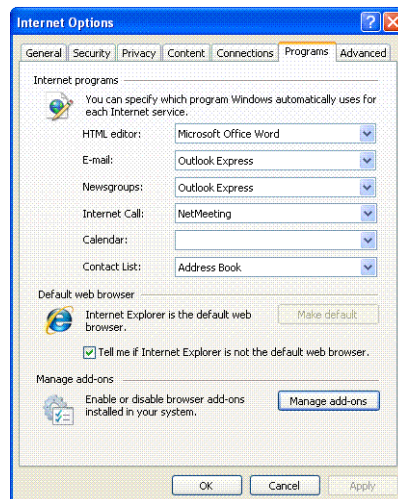 Internet Options
General Security Privacy Content Connections Programs Advanced
Internet programs
You can specify which program Windows automatically uses for
each Internet service.
HTML editor: Microsoft Office Word
E-mail: Outlook Express
Newsgroups: Outlook Express
Internet Call: NetMeeting
Calendar:
Contact List: Address Book
Default web browser
Internet Explorer is the default web
browser.
Make default
Tell me if Internet Explorer is not the default web browser.
Manage add-ons
Enable or disable browser add-ons
installed in your system.
Manage add-ons
OK Cancel Apply